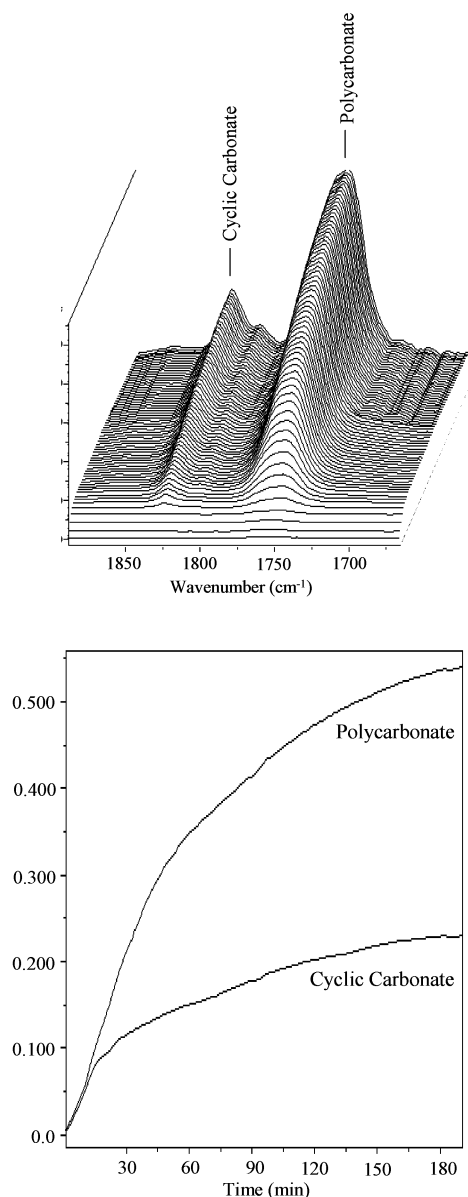 Cyclic Carbonate
Polycarbonate
1850 1800 1750 1700
Wavenumber (cm-1)
0.500
Polycarbonate
0.400
0.300
0.200
Cyclic Carbonate
0.100
0.0
30 60 90 120 150 180
Time (min)